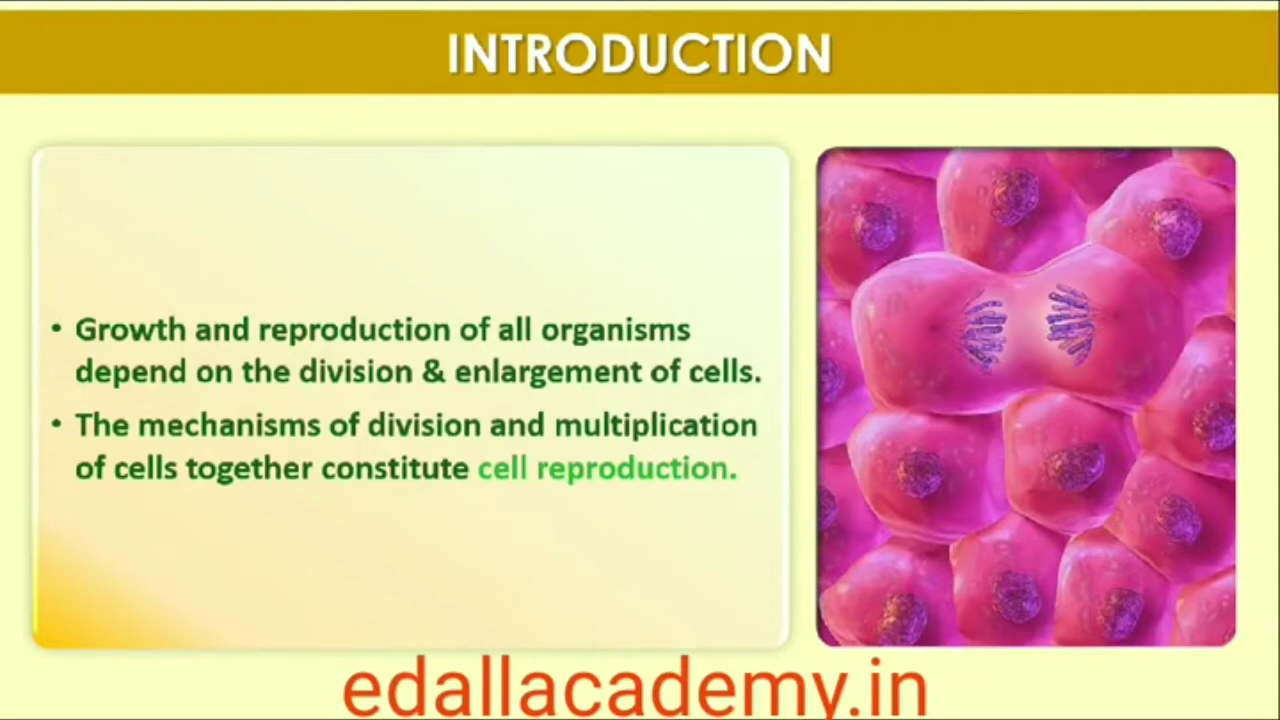 INTRODUCTION
• Growth and reproduction of all organisms
depend on the division & enlargement of cells.
• The mechanisms of division and multiplication
of cells together constitute cell reproduction.
edallacademy.in